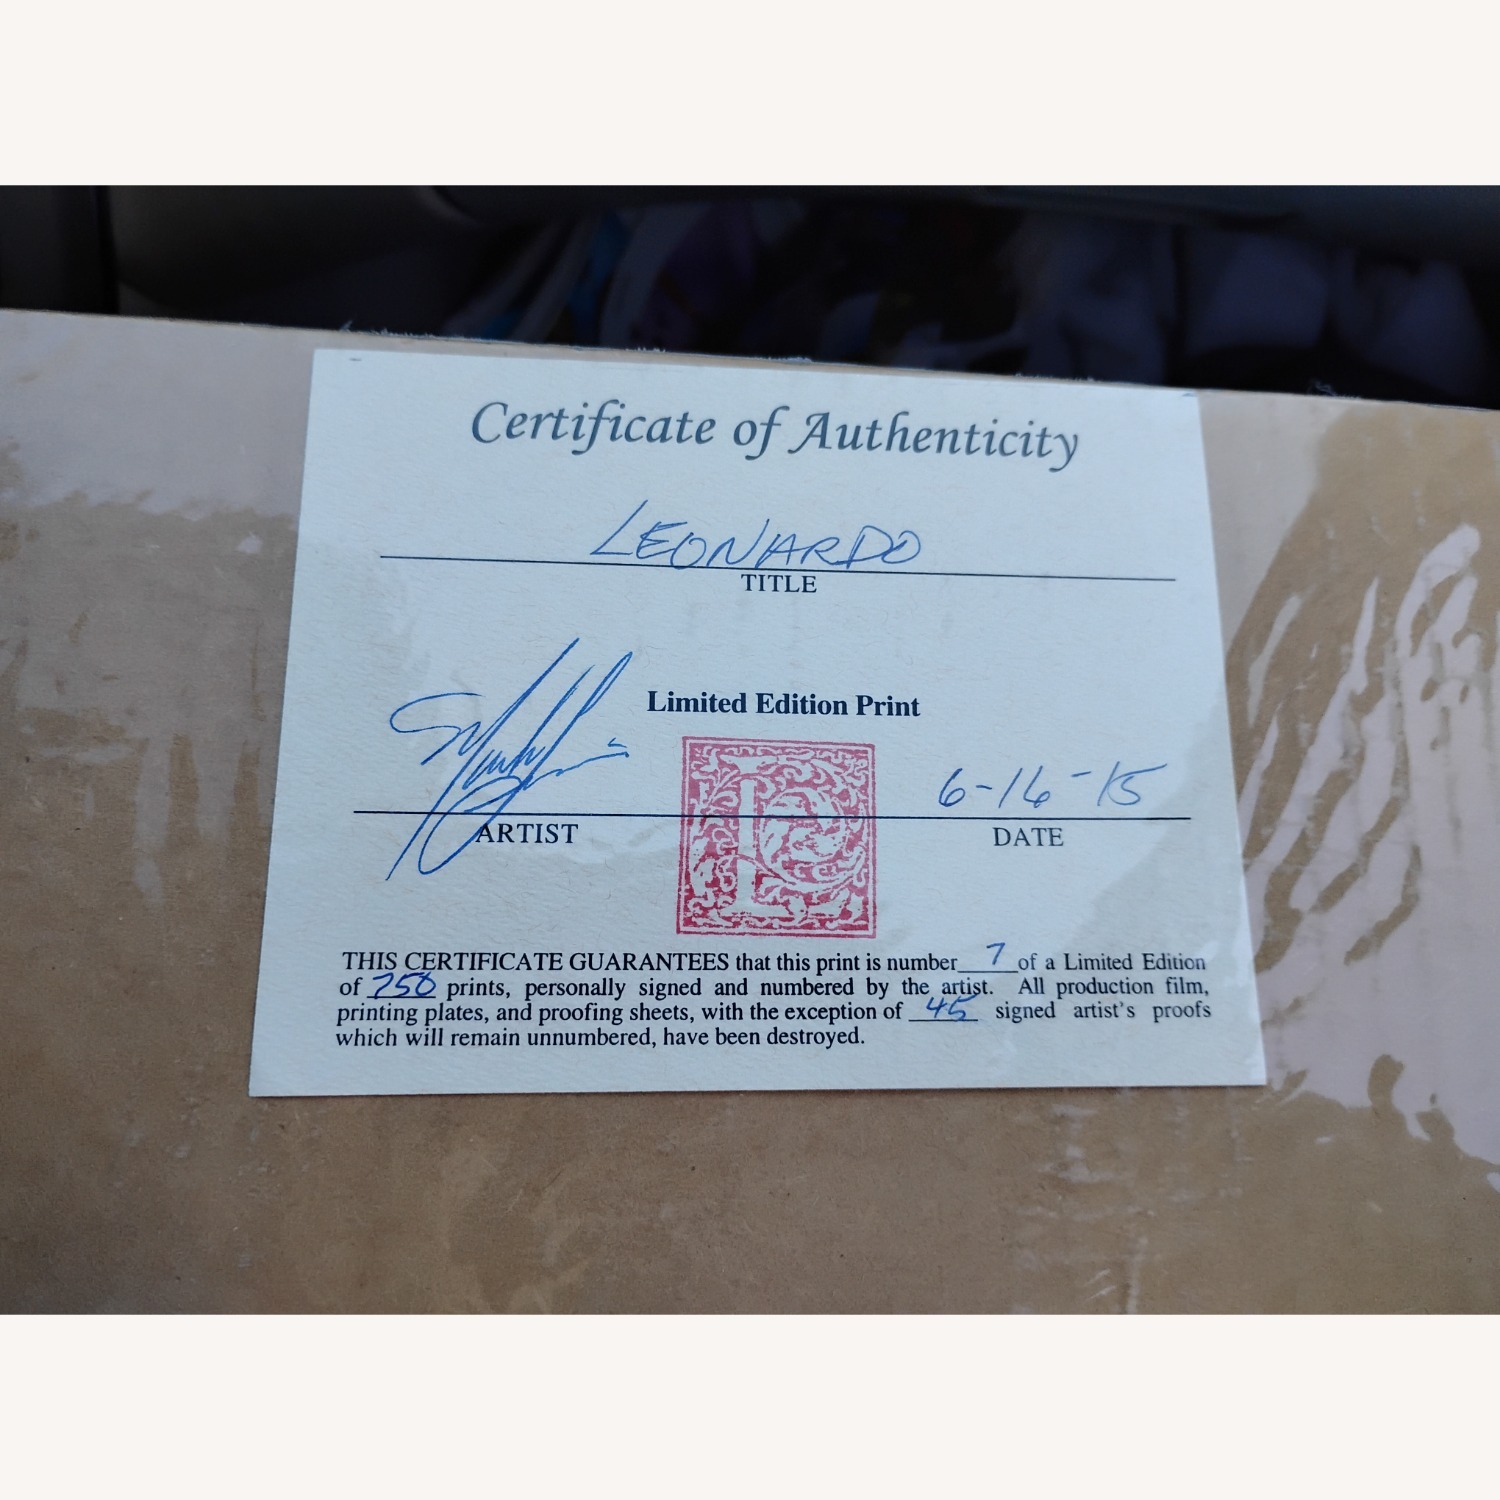 Certificate of Authenticity
LEONARDO
TITLE
Limited Edition Print
6-16-15
ARTIST
DATE
THIS CERTIFICATE GUARANTEES that this print is number 7 of a Limited Edition
of 750 prints, personally signed and numbered by the artist. All production film,
printing plates, and proofing sheets, with the exception of 45 signed artist's proofs
which will remain unnumbered, have been destroyed.